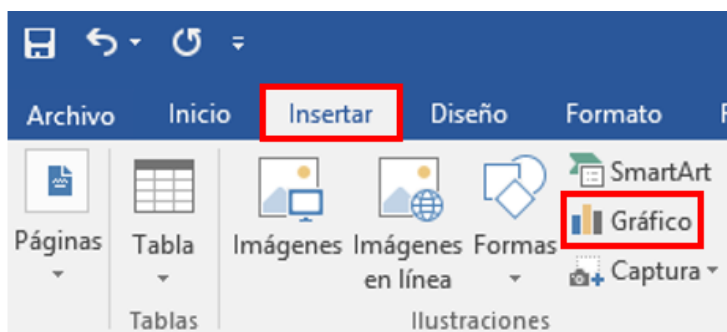 Archivo Inicio Insertar Diseño Formato
Páginas
Tabla
Imágenes
Imágenes
en línea
Formas
SmartArt
Gráfico
Captura
Tablas
Ilustraciones